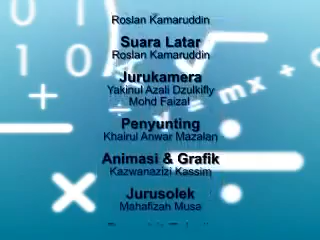 Roslan Kamaruddin
Suara Latar
Roslan Kamaruddin
Jurukamera
Yakinul Azali Dzulkifly
Mohd Faizal
Penyunting
Khairul Anwar Mazalan
Animasi & Grafik
Kazwanazizi Kassim
Jurusolek
Mahafizah Musa